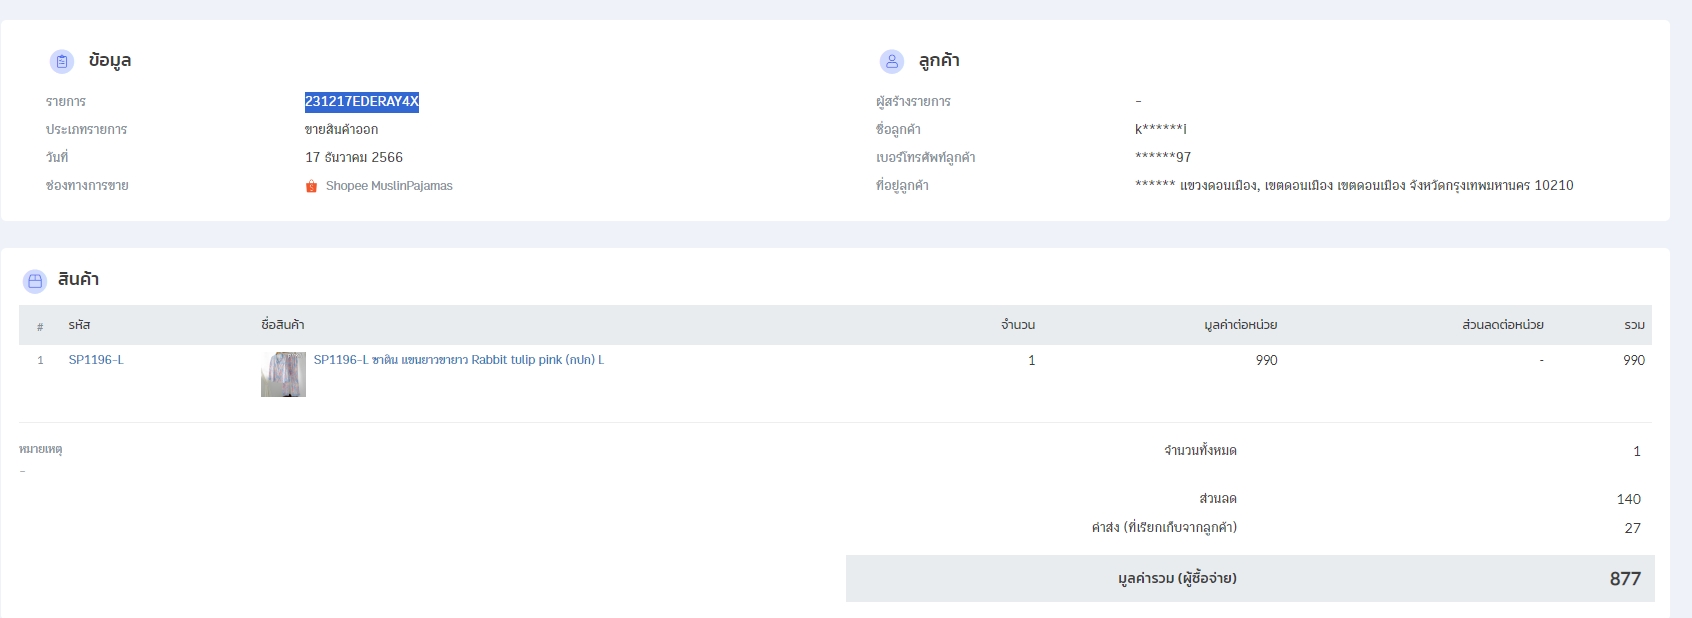 ข้อมูล
รายการ 231217EDERAY4X
ประเภทรายการ ขายสินค้าออก
วันที่ 17 ธันวาคม 2566
ช่องทางการขาย Shopee MuslinPajamas
ลูกค้า
ผู้สร้างรายการ -
ชื่อลูกค้า k******i
เบอร์โทรศัพท์ลูกค้า ******97
ที่อยู่ลูกค้า ****** แขวงดอนเมือง, เขตดอนเมือง เขตดอนเมือง จังหวัดกรุงเทพมหานคร 10210
สินค้า
# รหัส ชื่อสินค้า จำนวน มูลค่าต่อหน่วย ส่วนลดต่อหน่วย รวม
1 SP1196-L SP1196-L ซาติน แขนยาวขายาว Rabbit tulip pink (กปก) L 1 990 - 990
หมายเหตุ
-
จำนวนทั้งหมด 1
ส่วนลด 140
ค่าส่ง (ที่เรียกเก็บจากลูกค้า) 27
มูลค่ารวม (ผู้ซื้อจ่าย) 877